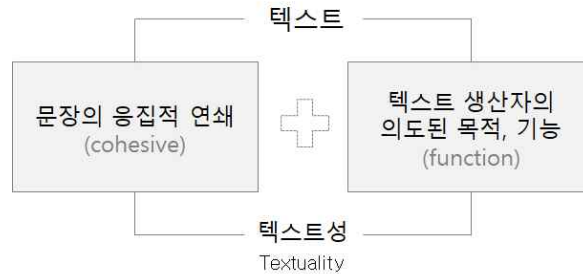 텍스트
문장의 응집적 연쇄
(cohesive)
텍스트 생산자의
의도된 목적, 기능
(function)
텍스트성
Textuality